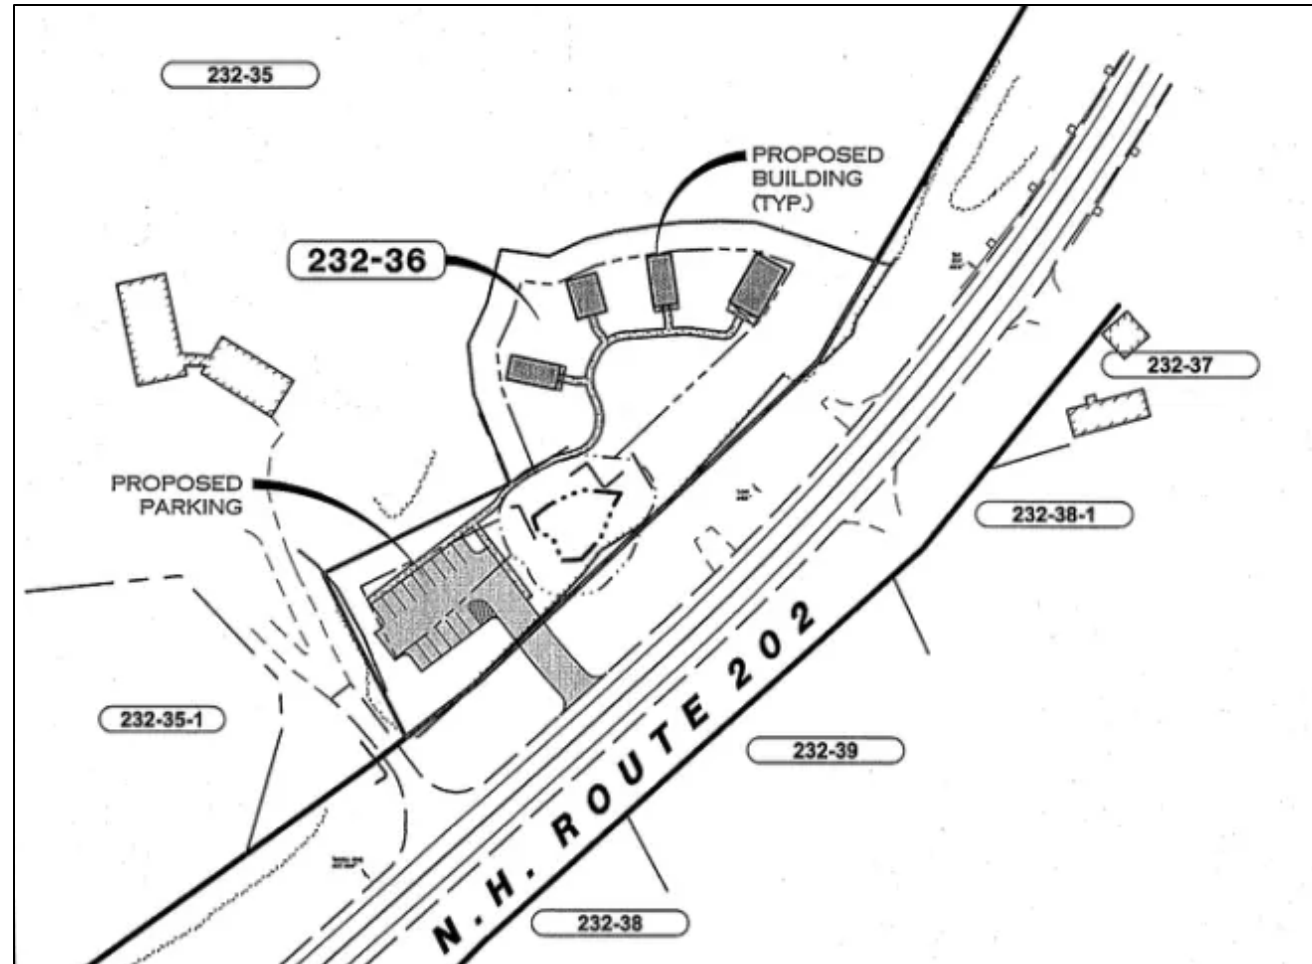 232-35
PROPOSED
BUILDING
(TYP.)
232-36
232-37
PROPOSED
PARKING
232-38-1
232-35-1
232-39
N.H. ROUTE 202
232-38